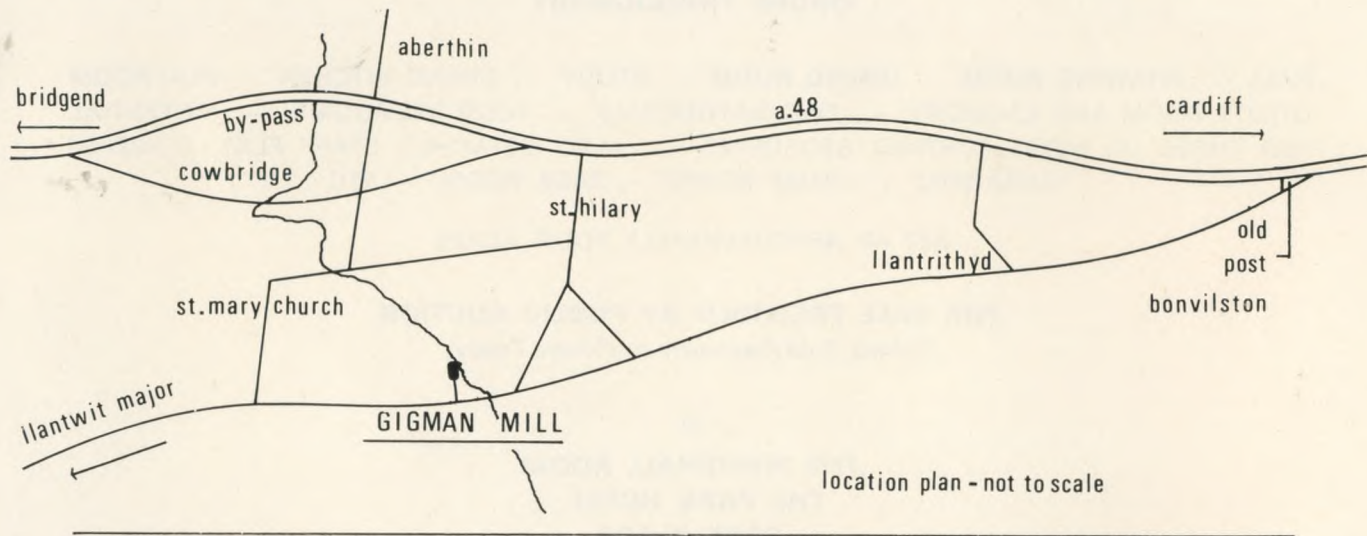 aberthin
bridgend
by-pass
a.48
cardiff
cowbridge
st.hilary
old
post
llantrithyd
bonvilston
st.mary church
llantwit major
GIGMAN MILL
location plan - not to scale